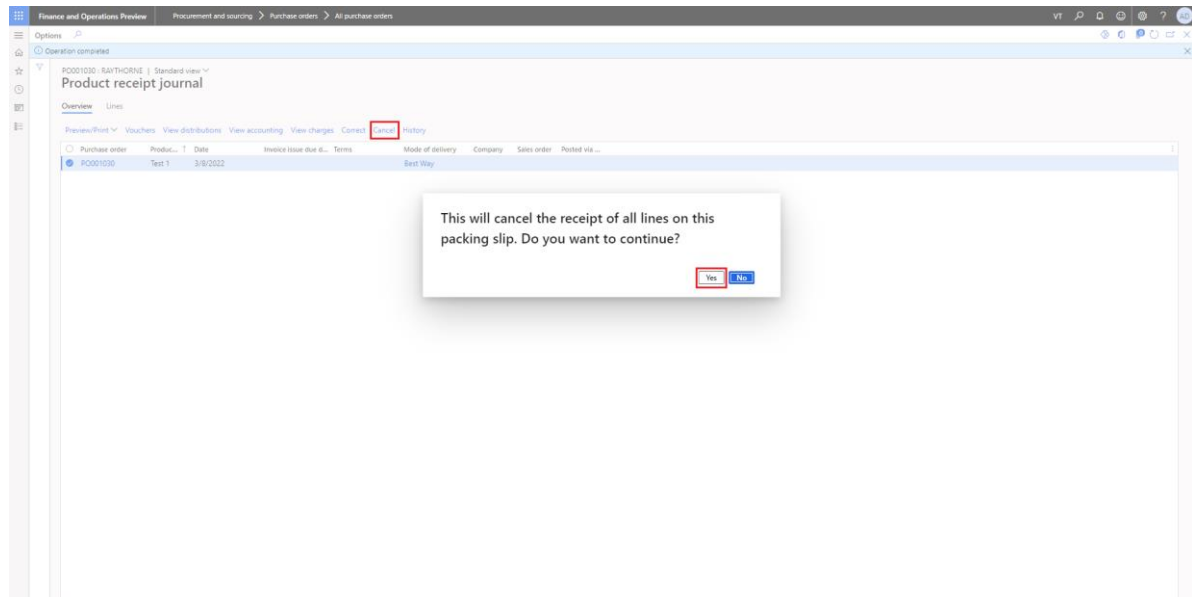 Finance and Operations Preview Procurement and sourcing > Purchase orders > All purchase orders VT ? AD
Options
Operation completed
PO001030 : RAYTHORNE | Standard view
Product receipt journal
Overview Lines
Preview/Print Vouchers View distributions View accounting View charges Correct Cancel History
Purchase order Produc... ↑ Date Invoice issue due d... Terms Mode of delivery Company Sales order Posted via ...
PO001030 Test 1 3/8/2022 Best Way
This will cancel the receipt of all lines on this
packing slip. Do you want to continue?
Yes No